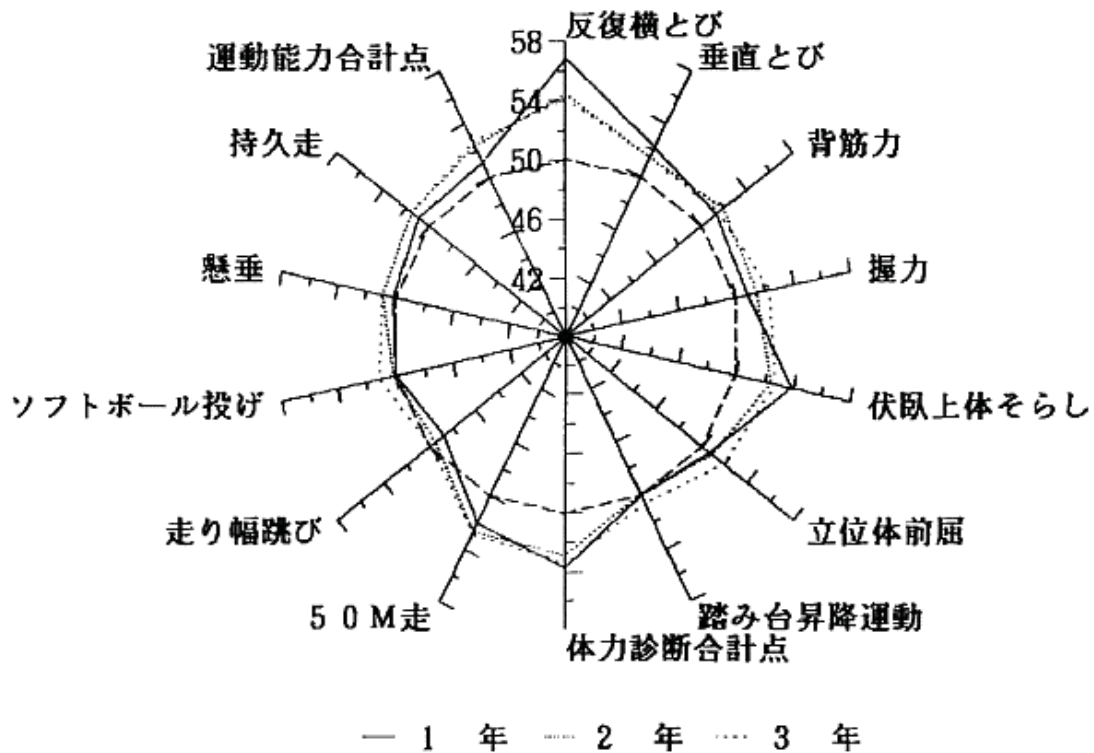 反復横とび
58
運動能力合計点
垂直とび
54
持久走
背筋力
50
46
懸垂
握力
42
ソフトボール投げ
伏臥上体そらし
走り幅跳び
立位体前屈
50M走
踏み台昇降運動
体力診断合計点
1 年 2 年 3 年